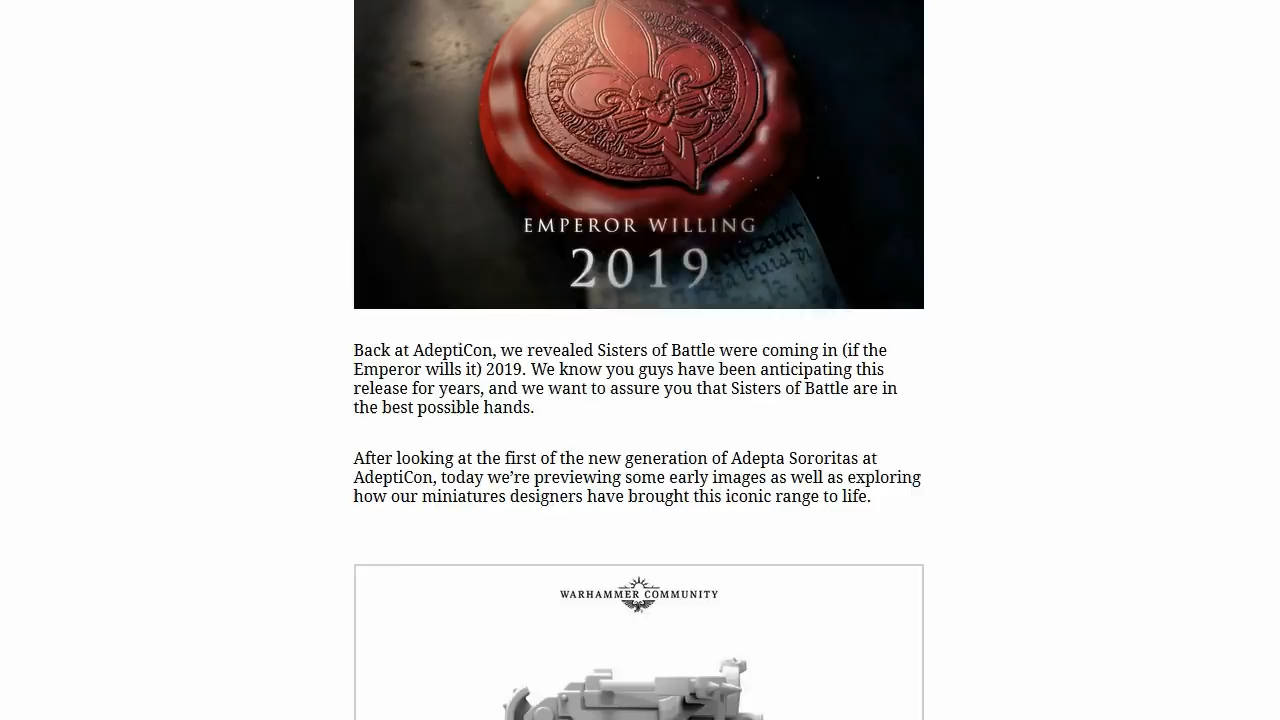 EMPEROR WILLING
2019
Back at AdeptiCon, we revealed Sisters of Battle were coming in (if the
Emperor wills it) 2019. We know you guys have been anticipating this
release for years, and we want to assure you that Sisters of Battle are in
the best possible hands.
After looking at the first of the new generation of Adepta Sororitas at
AdeptiCon, today we’re previewing some early images as well as exploring
how our miniatures designers have brought this iconic range to life.
WARHAMMER COMMUNITY